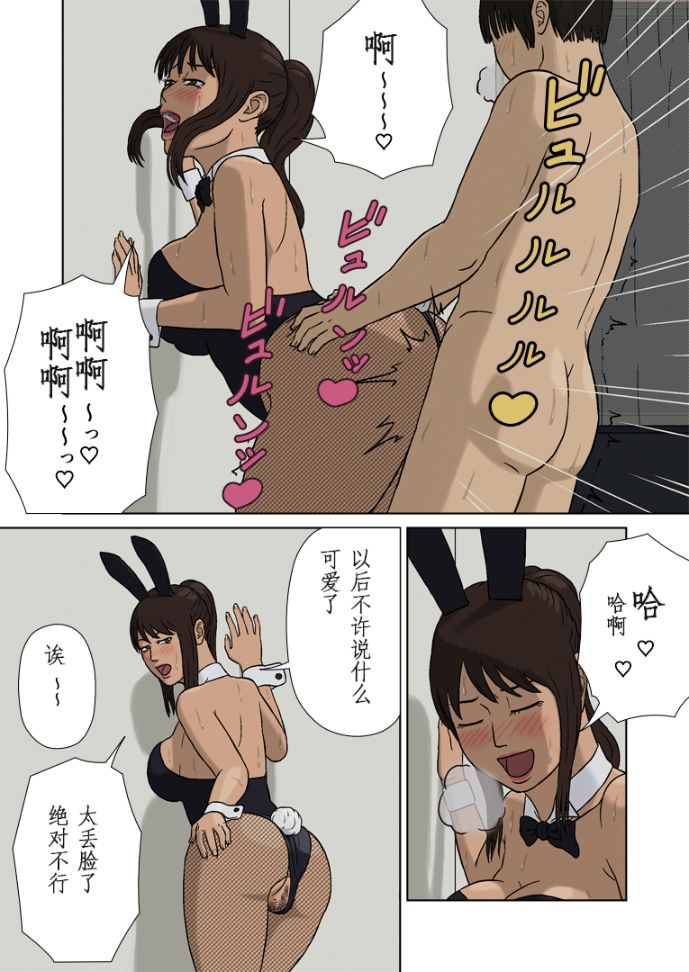 啊～～～♡
ビュルルルルル
ビュルンッ
ビュルンッ
啊啊～っ♡
啊啊～～っ♡
哈♡
哈啊♡
以后不许说什么
可爱了
诶～～
太丢脸了
绝对不行